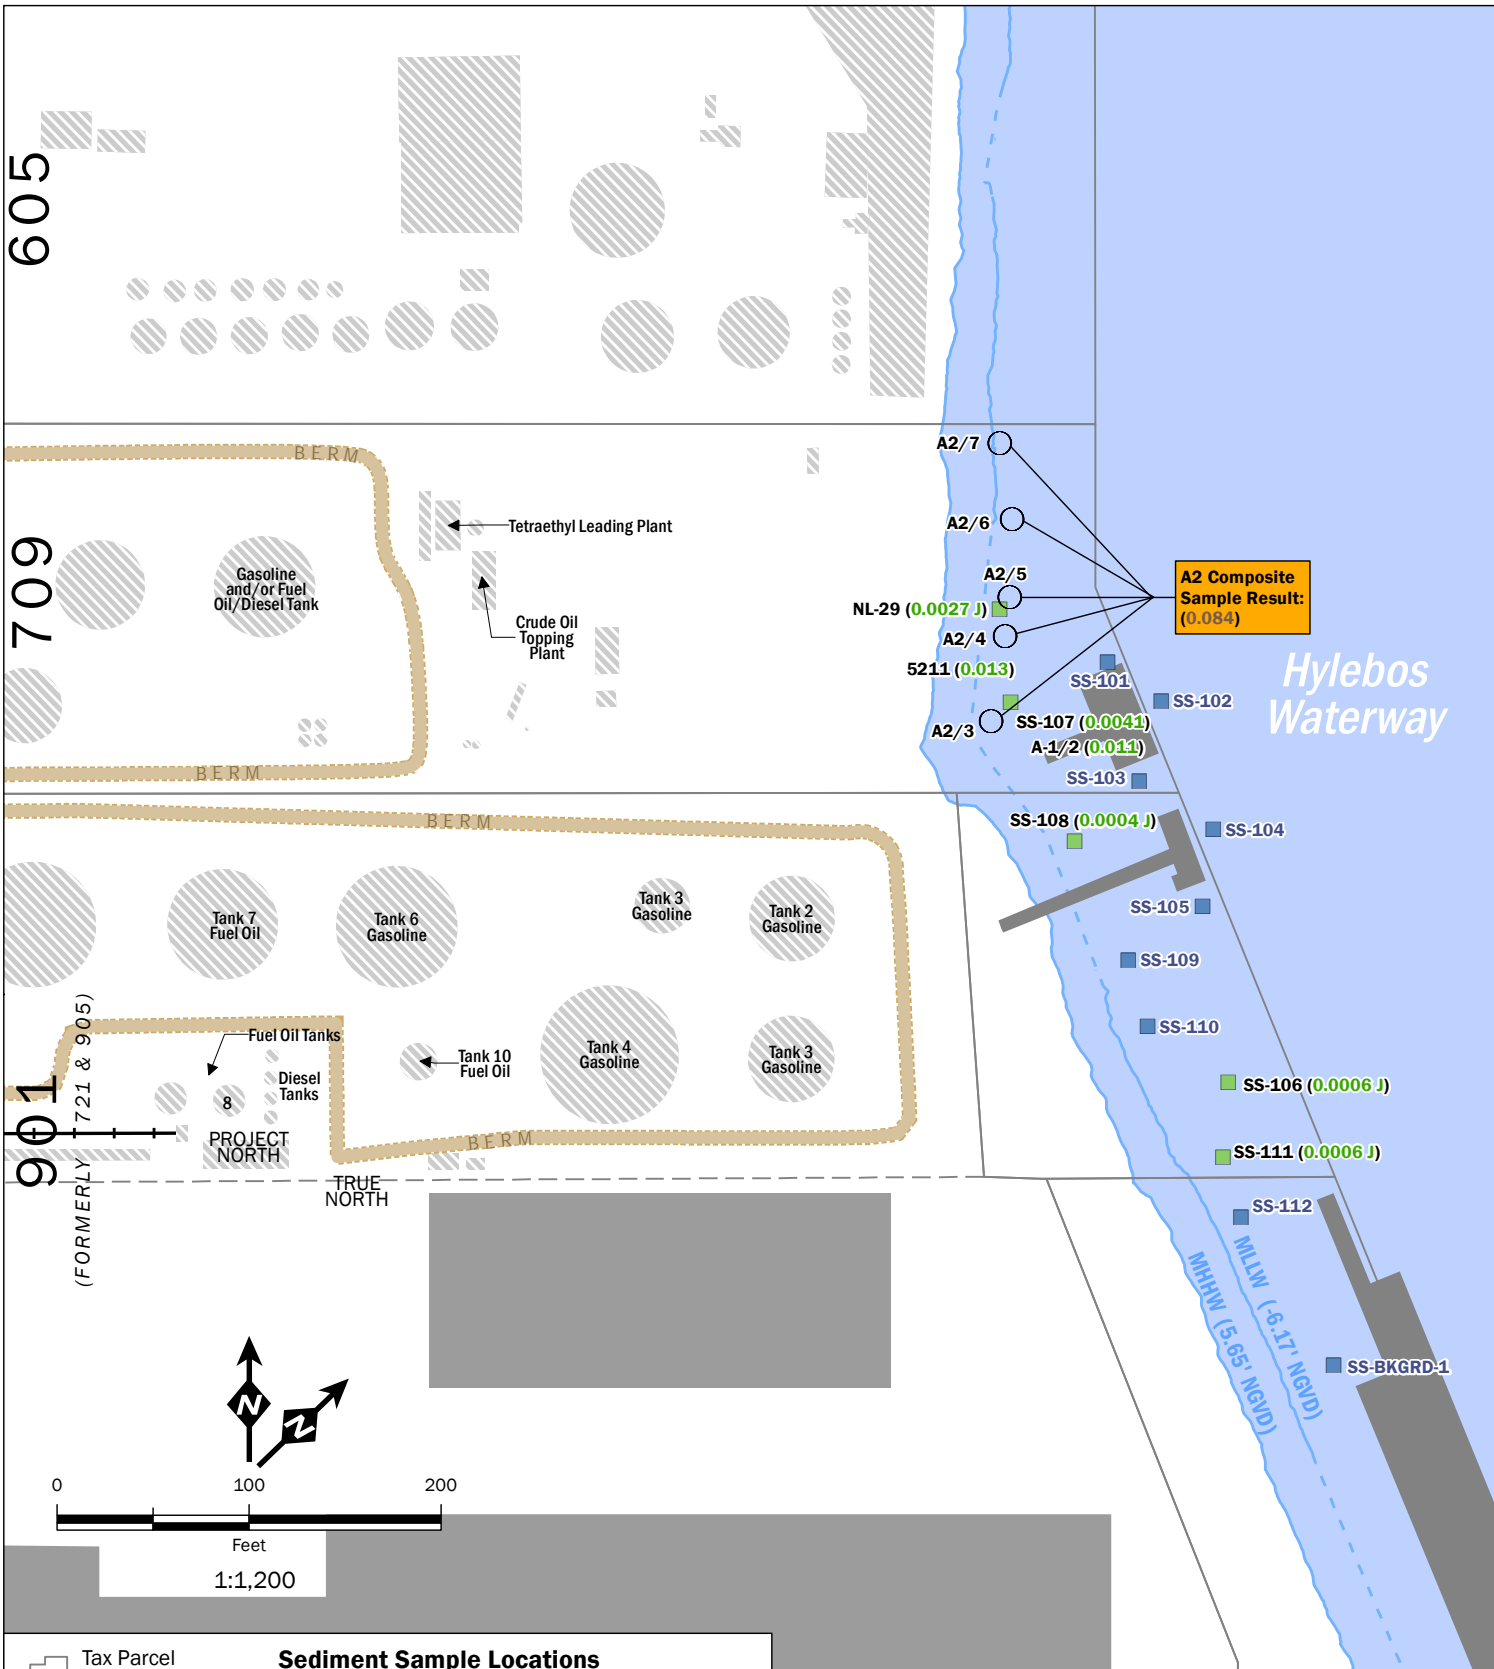 605
BERM
A2/7
A2/6
Tetraethyl Leading Plant
709
Gasoline
and/or Fuel
Oil/Diesel Tank
A2/5
A2 Composite
Sample Result:
(0.084)
NL-29 (0.0027 J)
Crude Oil
Topping
Plant
A2/4
5211 (0.013)
SS-101
SS-102
Hylebos
Waterway
A2/3
SS-107 (0.0041)
A-1/2 (0.011)
BERM
SS-103
BERM
SS-108 (0.0004 J)
SS-104
Tank 7
Fuel Oil
Tank 6
Gasoline
Tank 3
Gasoline
Tank 2
Gasoline
SS-105
SS-109
SS-110
901
(FORMERLY 721 & 905)
Fuel Oil Tanks
Tank 10
Fuel Oil
Tank 4
Gasoline
Tank 3
Gasoline
Diesel
Tanks
8
SS-106 (0.0006 J)
PROJECT
NORTH
BERM
SS-111 (0.0006 J)
TRUE
NORTH
SS-112
MHHW (5.65' NGVD)
MLLW (-6.17' NGVD)
SS-BKGRD-1
N
N
0 100 200
Feet
1:1,200
Tax Parcel
Sediment Sample Locations